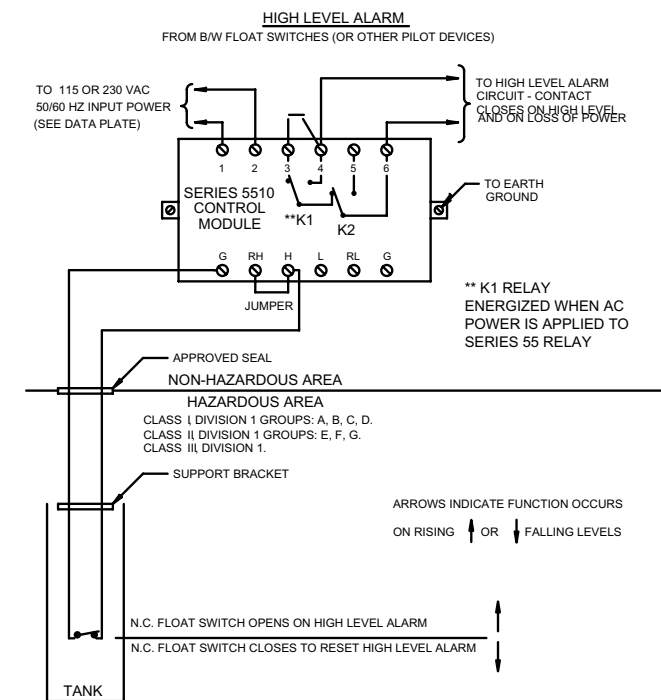 HIGH LEVEL ALARM
FROM B/W FLOAT SWITCHES (OR OTHER PILOT DEVICES)
TO 115 OR 230 VAC
50/60 HZ INPUT POWER
(SEE DATA PLATE)
TO HIGH LEVEL ALARM
CIRCUIT - CONTACT
CLOSES ON HIGH LEVEL
AND ON LOSS OF POWER
1 2 3 4 5 6
SERIES 5510
CONTROL
MODULE
**K1
K2
TO EARTH
GROUND
G RH H L RL G
JUMPER
** K1 RELAY
ENERGIZED WHEN AC
POWER IS APPLIED TO
SERIES 55 RELAY
APPROVED SEAL
NON-HAZARDOUS AREA
HAZARDOUS AREA
CLASS I, DIVISION 1 GROUPS: A, B, C, D.
CLASS II, DIVISION 1 GROUPS: E, F, G.
CLASS III, DIVISION 1.
SUPPORT BRACKET
ARROWS INDICATE FUNCTION OCCURS
ON RISING OR FALLING LEVELS
N.C. FLOAT SWITCH OPENS ON HIGH LEVEL ALARM
N.C. FLOAT SWITCH CLOSES TO RESET HIGH LEVEL ALARM
TANK